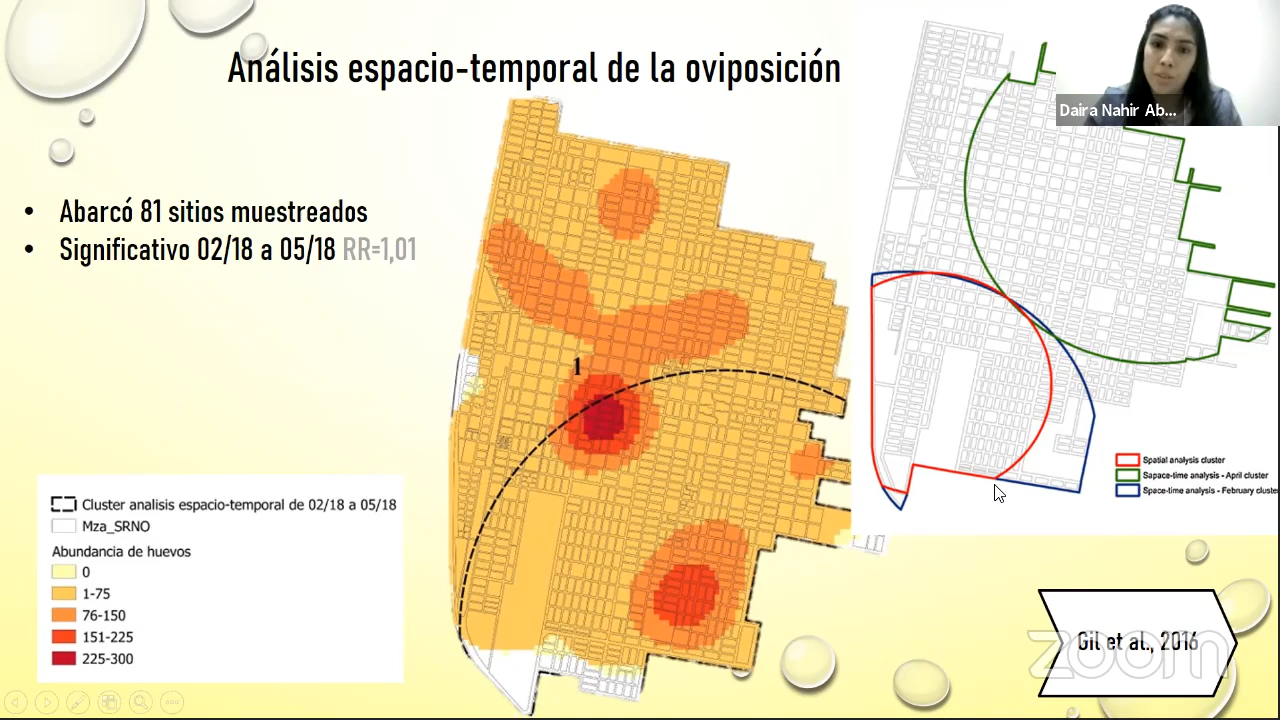 Análisis espacio-temporal de la oviposición
Daira Nahir Ab...
• Abarcó 81 sitios muestreados
• Significativo 02/18 a 05/18 RR=1,01
1
Cluster analisis espacio-temporal de 02/18 a 05/18
Mza_SRNO
Abundancia de huevos
0
1-75
76-150
151-225
225-300
Spatial analysis cluster
Sapace-time analysis - April cluster
Space-time analysis - February cluster
Gil et al., 2016
zoom